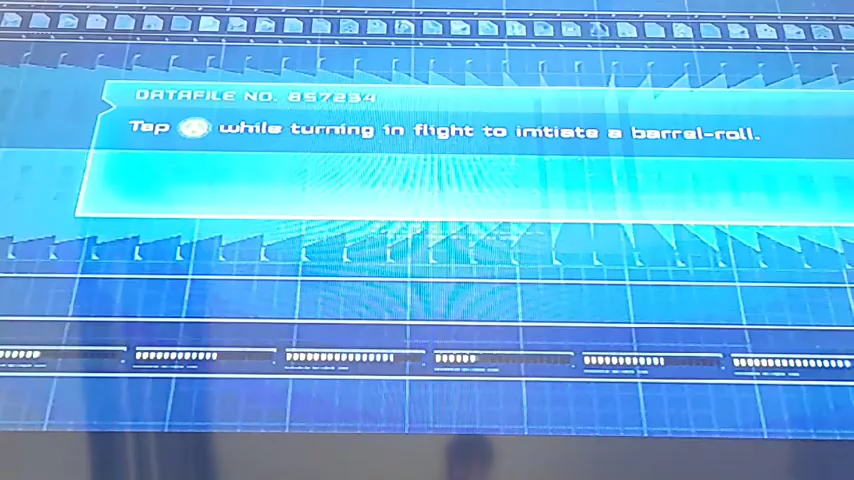 DATAFILE NO. 857234
Tap A while turning in flight to initiate a barrel-roll.